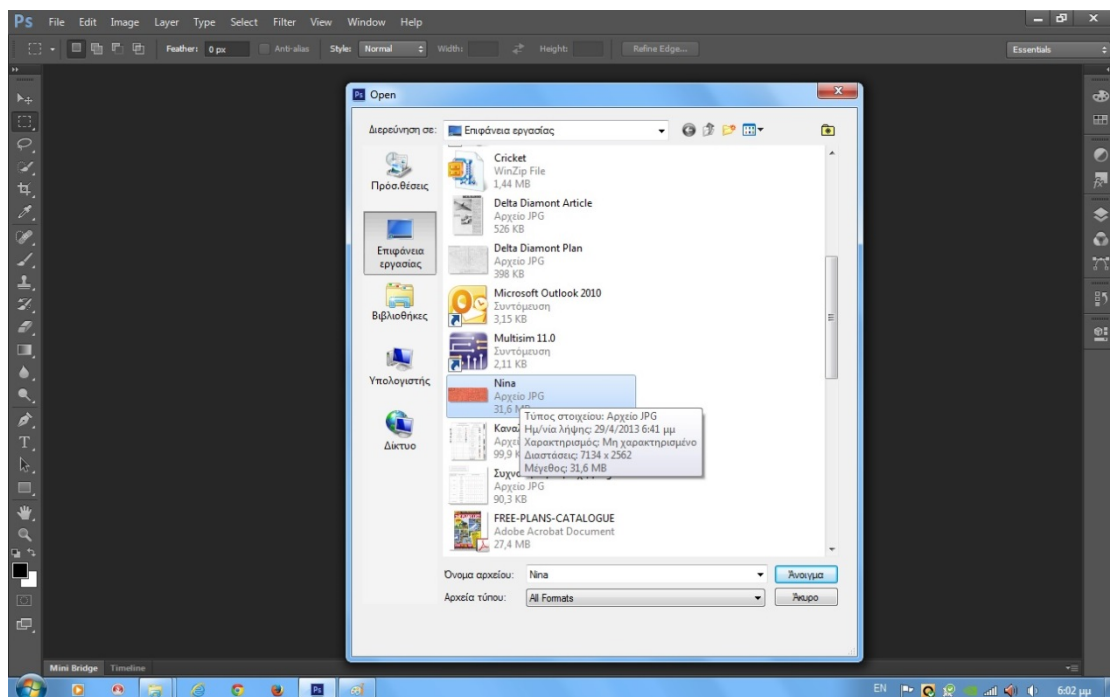 Ps File Edit Image Layer Type Select Filter View Window Help
Feather: 0 px Anti-alias Style: Normal Width: Height: Refine Edge... Essentials
Ps Open
Διερεύνηση σε: Επιφάνεια εργασίας
Πρόσ.θέσεις
Επιφάνεια
εργασίας
Βιβλιοθήκες
Υπολογιστής
Δίκτυο
Cricket
WinZip File
1,44 MB
Delta Diamont Article
Αρχείο JPG
526 KB
Delta Diamont Plan
Αρχείο JPG
398 KB
Microsoft Outlook 2010
Συντόμευση
3,15 KB
Multisim 11.0
Συντόμευση
2,11 KB
Nina
Αρχείο JPG
31,6
Τύπος στοιχείου: Αρχείο JPG
Ημ/νία λήψης: 29/4/2013 6:41 μμ
Χαρακτηρισμός: Μη χαρακτηρισμένο
Διαστάσεις: 7134 x 2562
Μέγεθος: 31,6 MB
99,9
Αρχείο JPG
90,3 KB
FREE-PLANS-CATALOGUE
Adobe Acrobat Document
27,4 MB
Όνομα αρχείου: Nina Άνοιγμα
Αρχεία τύπου: All Formats Άκυρο
Mini Bridge Timeline
Ps EN 6:02 μμ